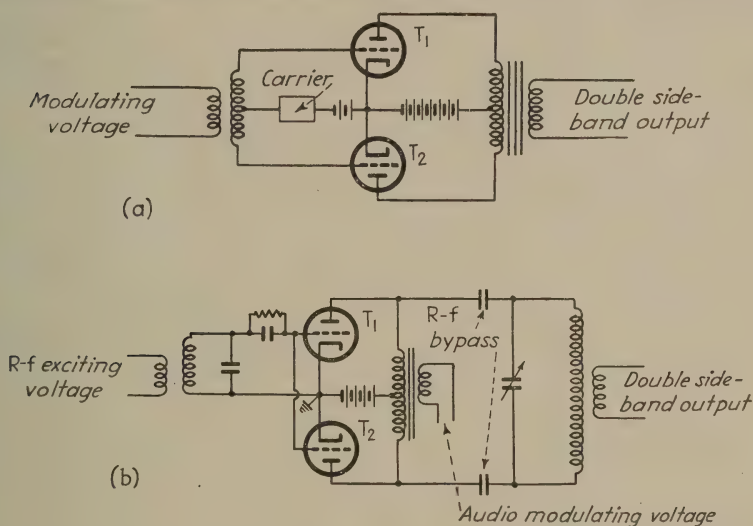 T₁
Carrier
Modulating
voltage
Double side-
band output
T₂
(a)
R-f exciting
voltage
T₁
R-f
bypass
Double side-
band output
T₂
(b)
Audio modulating voltage